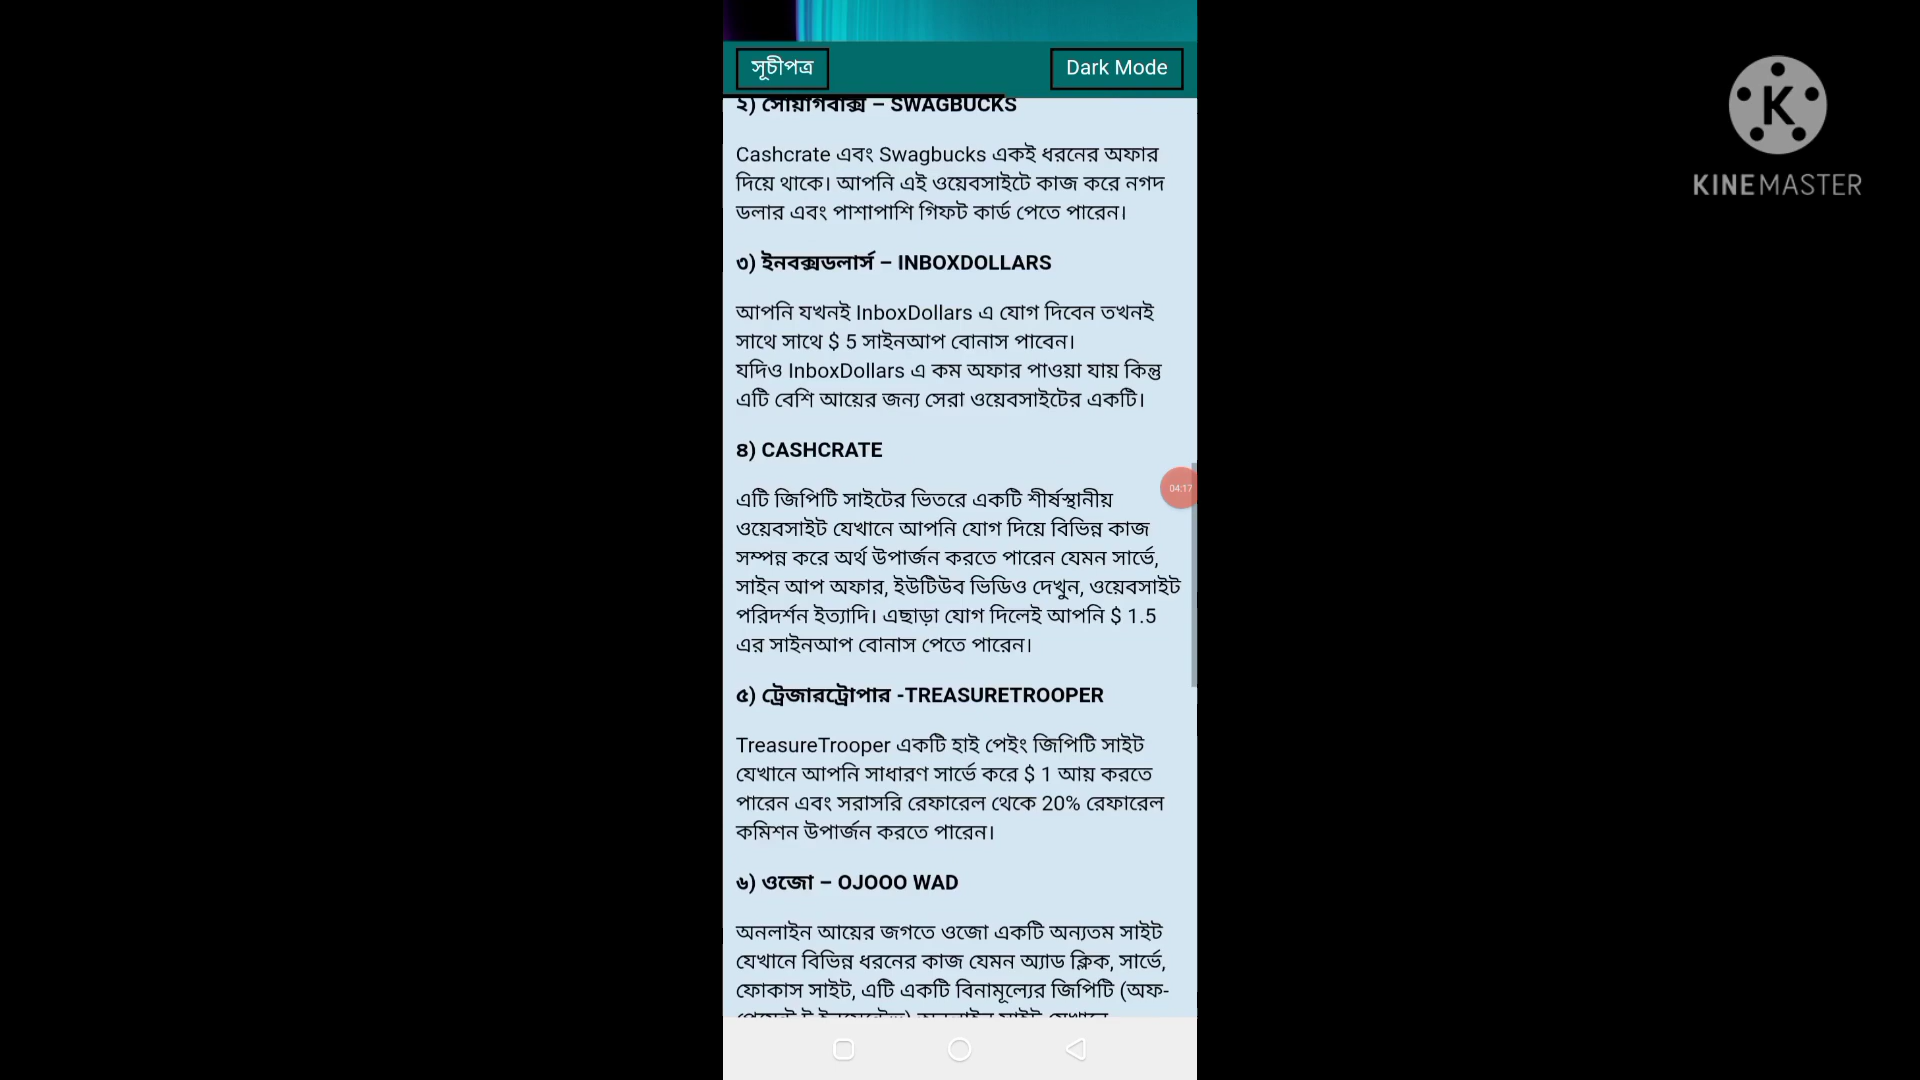 সূচীপত্র
Dark Mode
২) সোয়াগবাক্স – SWAGBUCKS
Cashcrate এবং Swagbucks একই ধরনের অফার
দিয়ে থাকে। আপনি এই ওয়েবসাইটে কাজ করে নগদ
ডলার এবং পাশাপাশি গিফট কার্ড পেতে পারেন।
৩) ইনবক্সডলার্স – INBOXDOLLARS
আপনি যখনই InboxDollars এ যোগ দিবেন তখনই
সাথে সাথে $ 5 সাইনআপ বোনাস পাবেন।
যদিও InboxDollars এ কম অফার পাওয়া যায় কিন্তু
এটি বেশি আয়ের জন্য সেরা ওয়েবসাইটের একটি।
৪) CASHCRATE
এটি জিপিটি সাইটের ভিতরে একটি শীর্ষস্থানীয়
ওয়েবসাইট যেখানে আপনি যোগ দিয়ে বিভিন্ন কাজ
সম্পন্ন করে অর্থ উপার্জন করতে পারেন যেমন সার্ভে,
সাইন আপ অফার, ইউটিউব ভিডিও দেখুন, ওয়েবসাইট
পরিদর্শন ইত্যাদি। এছাড়া যোগ দিলেই আপনি $ 1.5
এর সাইনআপ বোনাস পেতে পারেন।
৫) ট্রেজারট্রোপার -TREASURETROOPER
TreasureTrooper একটি হাই পেইং জিপিটি সাইট
যেখানে আপনি সাধারণ সার্ভে করে $ 1 আয় করতে
পারেন এবং সরাসরি রেফারেল থেকে 20% রেফারেল
কমিশন উপার্জন করতে পারেন।
৬) ওজো – OJOOO WAD
অনলাইন আয়ের জগতে ওজো একটি অন্যতম সাইট
যেখানে বিভিন্ন ধরনের কাজ যেমন অ্যাড ক্লিক, সার্ভে,
ফোকাস সাইট, এটি একটি বিনামূল্যের জিপিটি (অফ-
04:17
K
KINEMASTER